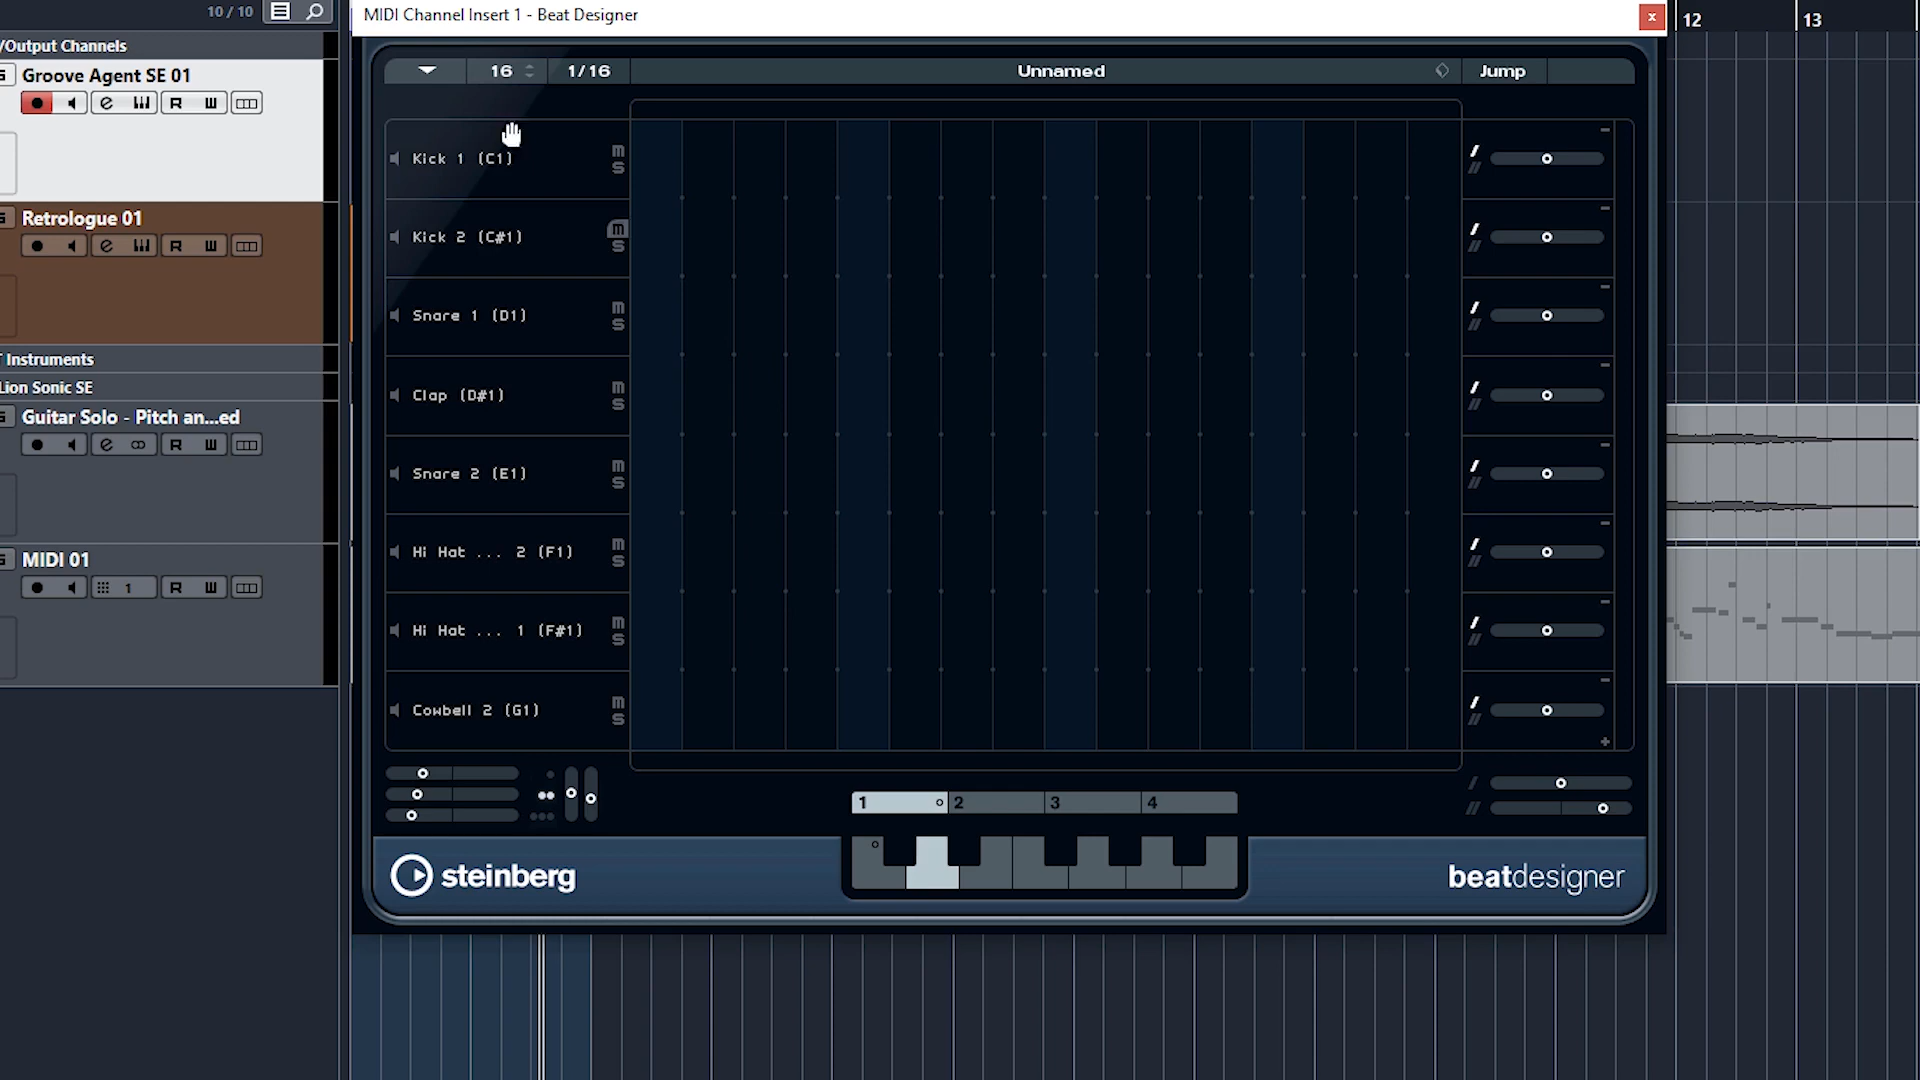 10 / 10
MIDI Channel Insert 1 - Beat Designer
x
12
13
/Output Channels
16
1/16
Unnamed
Jump
Groove Agent SE 01
e
R
W
Kick 1 (C1)
m
S
Retrologue 01
e
R
W
Kick 2 (C#1)
m
S
Snare 1 (D1)
m
S
Instruments
Lion Sonic SE
Clap (D#1)
m
S
Guitar Solo - Pitch an...ed
e
R
W
Snare 2 (E1)
m
S
Hi Hat ... 2 (F1)
m
S
MIDI 01
1
R
W
Hi Hat ... 1 (F#1)
m
S
Cowbell 2 (G1)
m
S
1
2
3
4
steinberg
beatdesigner